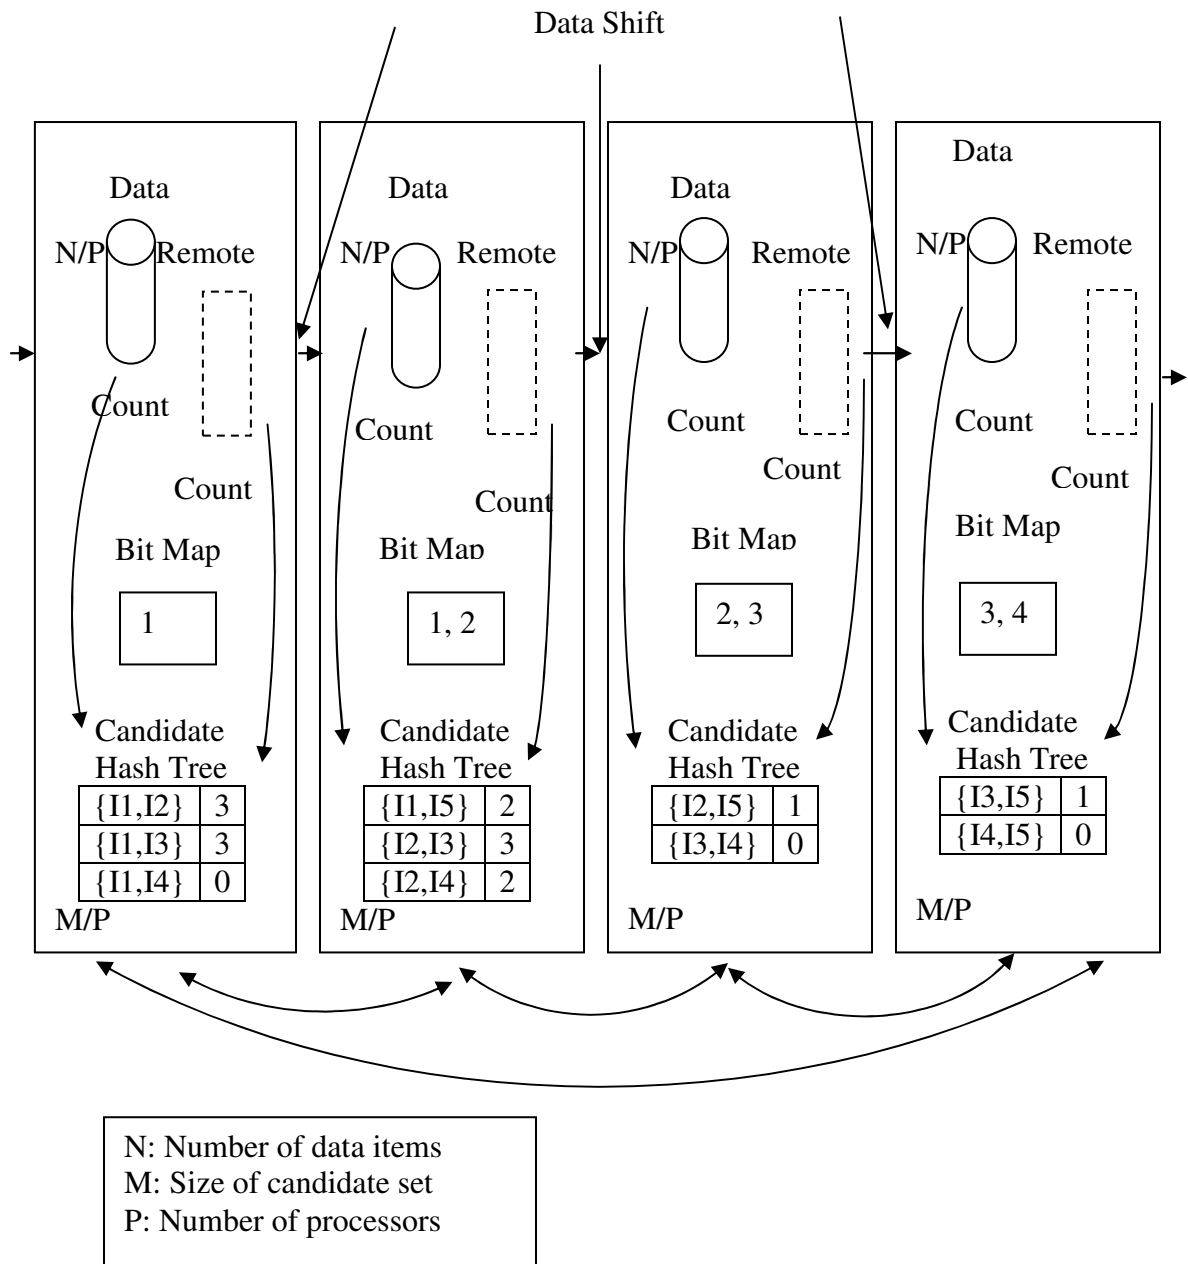 Data Shift
Data
N/P
Remote
Count
Count
Bit Map
1
Candidate
Hash Tree
{I1,I2} 3
{I1,I3} 3
{I1,I4} 0
M/P
Data
N/P
Remote
Count
Count
Bit Map
1, 2
Candidate
Hash Tree
{I1,I5} 2
{I2,I3} 3
{I2,I4} 2
M/P
Data
N/P
Remote
Count
Count
Bit Map
2, 3
Candidate
Hash Tree
{I2,I5} 1
{I3,I4} 0
M/P
Data
N/P
Remote
Count
Count
Bit Map
3, 4
Candidate
Hash Tree
{I3,I5} 1
{I4,I5} 0
M/P
N: Number of data items
M: Size of candidate set
P: Number of processors